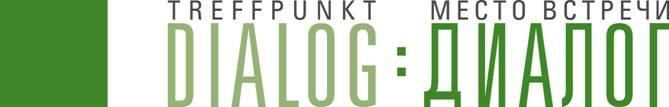 TREFFPUNKT МЕСТО ВСТРЕЧИ
DIALOG : ДИАЛОГ